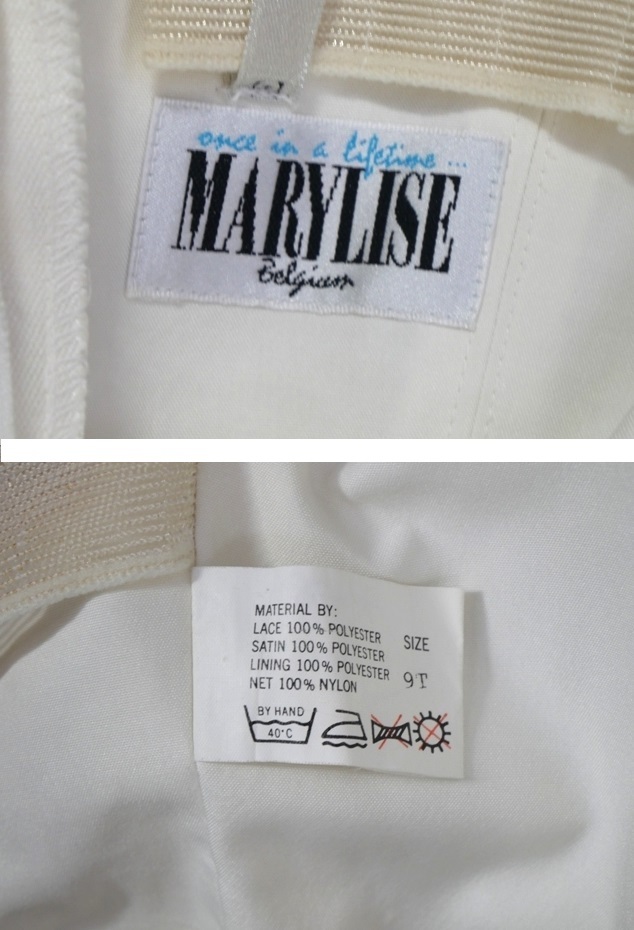 once in a lifetime ...
MARYLISE
Belgium
MATERIAL BY:
LACE 100% POLYESTER
SATIN 100% POLYESTER
LINING 100% POLYESTER
NET 100% NYLON
SIZE
9T
BY HAND
40°C